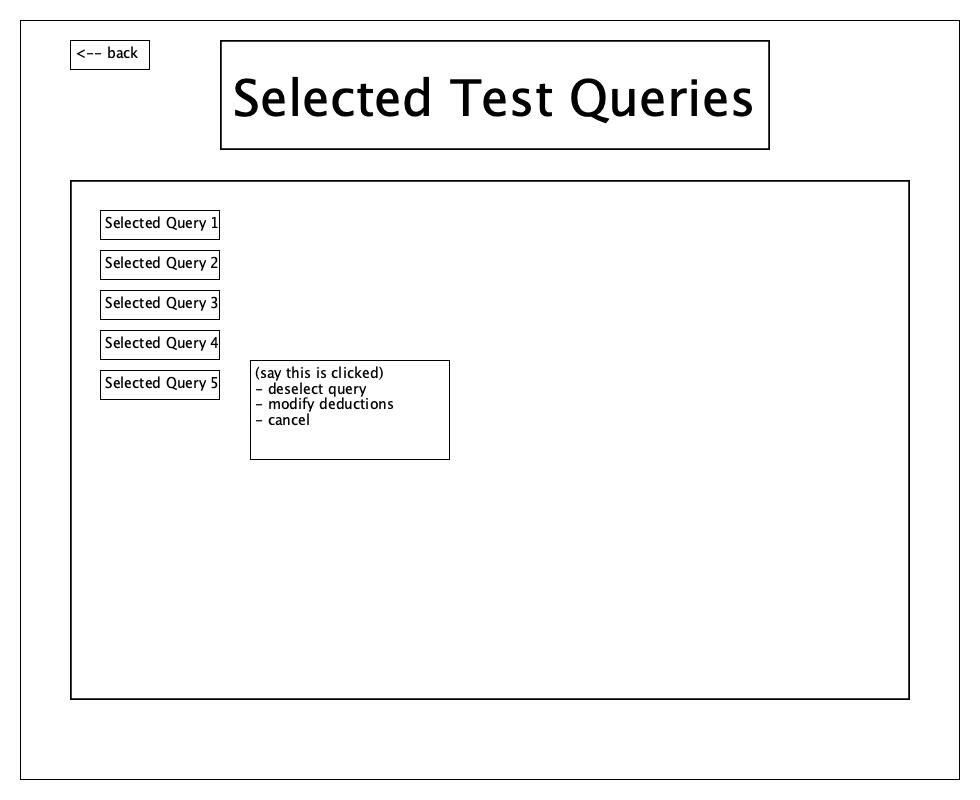 <-- back
Selected Test Queries
Selected Query 1
Selected Query 2
Selected Query 3
Selected Query 4
Selected Query 5
(say this is clicked)
- deselect query
- modify deductions
- cancel